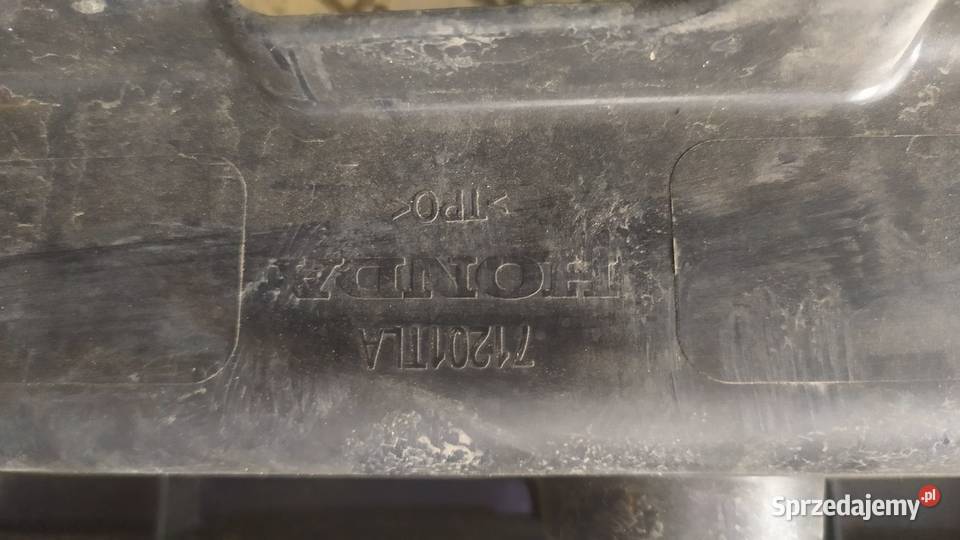 71201TLA
HONDA
>TPO<
Sprzedajemy.pl